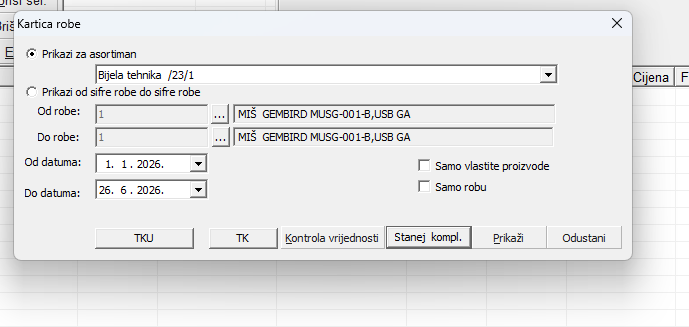 Kartica robe
Prikazi za asortiman
Bijela tehnika /23/1
Prikazi od sifre robe do sifre robe
Cijena F
Od robe: 1 ... MIŠ GEMBIRD MUSG-001-B,USB GA
Do robe: 1 ... MIŠ GEMBIRD MUSG-001-B,USB GA
Od datuma: 1. 1 . 2026. Samo vlastite proizvode
Do datuma: 26. 6 . 2026. Samo robu
TKU TK Kontrola vrijednosti Stanej kompl. Prikaži Odustani